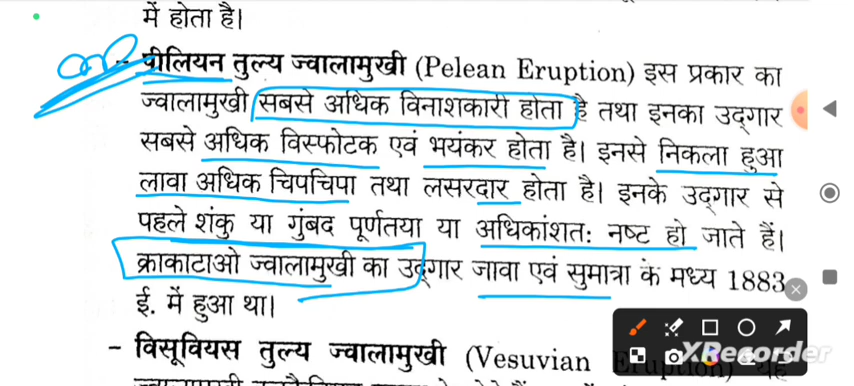 में होता है।
- पीलियन तुल्य ज्वालामुखी (Pelean Eruption) इस प्रकार का
ज्वालामुखी सबसे अधिक विनाशकारी होता है तथा इनका उद्‌गार
सबसे अधिक विस्फोटक एवं भयंकर होता है। इनसे निकला हुआ
लावा अधिक चिपचिपा तथा लसरदार होता है। इनके उद्‌गार से
पहले शंकु या गुंबद पूर्णतया या अधिकांशतः नष्ट हो जाते हैं।
क्राकाटाओ ज्वालामुखी का उद्‌गार जावा एवं सुमात्रा के मध्य 1883
ई. में हुआ था।
- विसूवियस तुल्य ज्वालामुखी (Vesuvian Eruption) यह
XRecorder